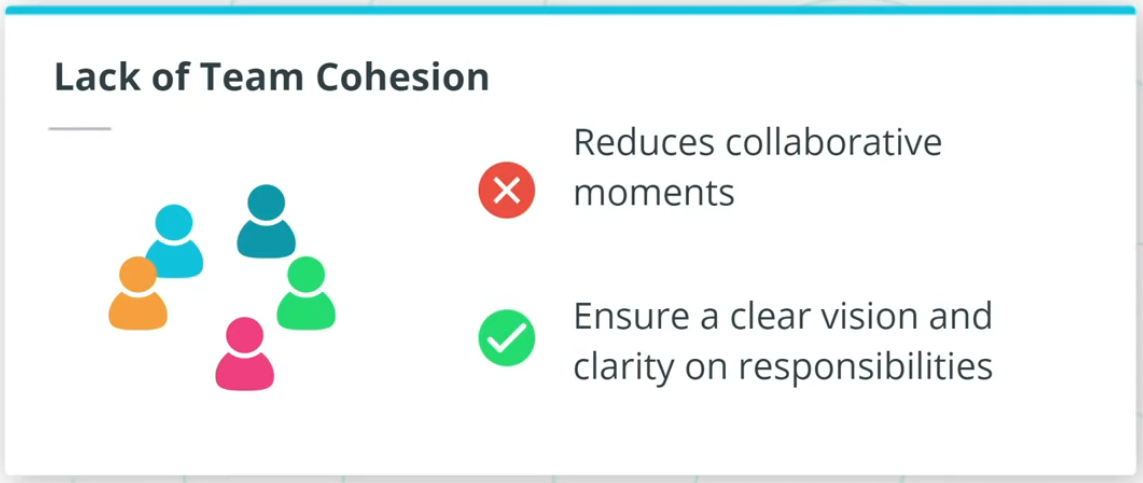 Lack of Team Cohesion
Reduces collaborative
moments
Ensure a clear vision and
clarity on responsibilities